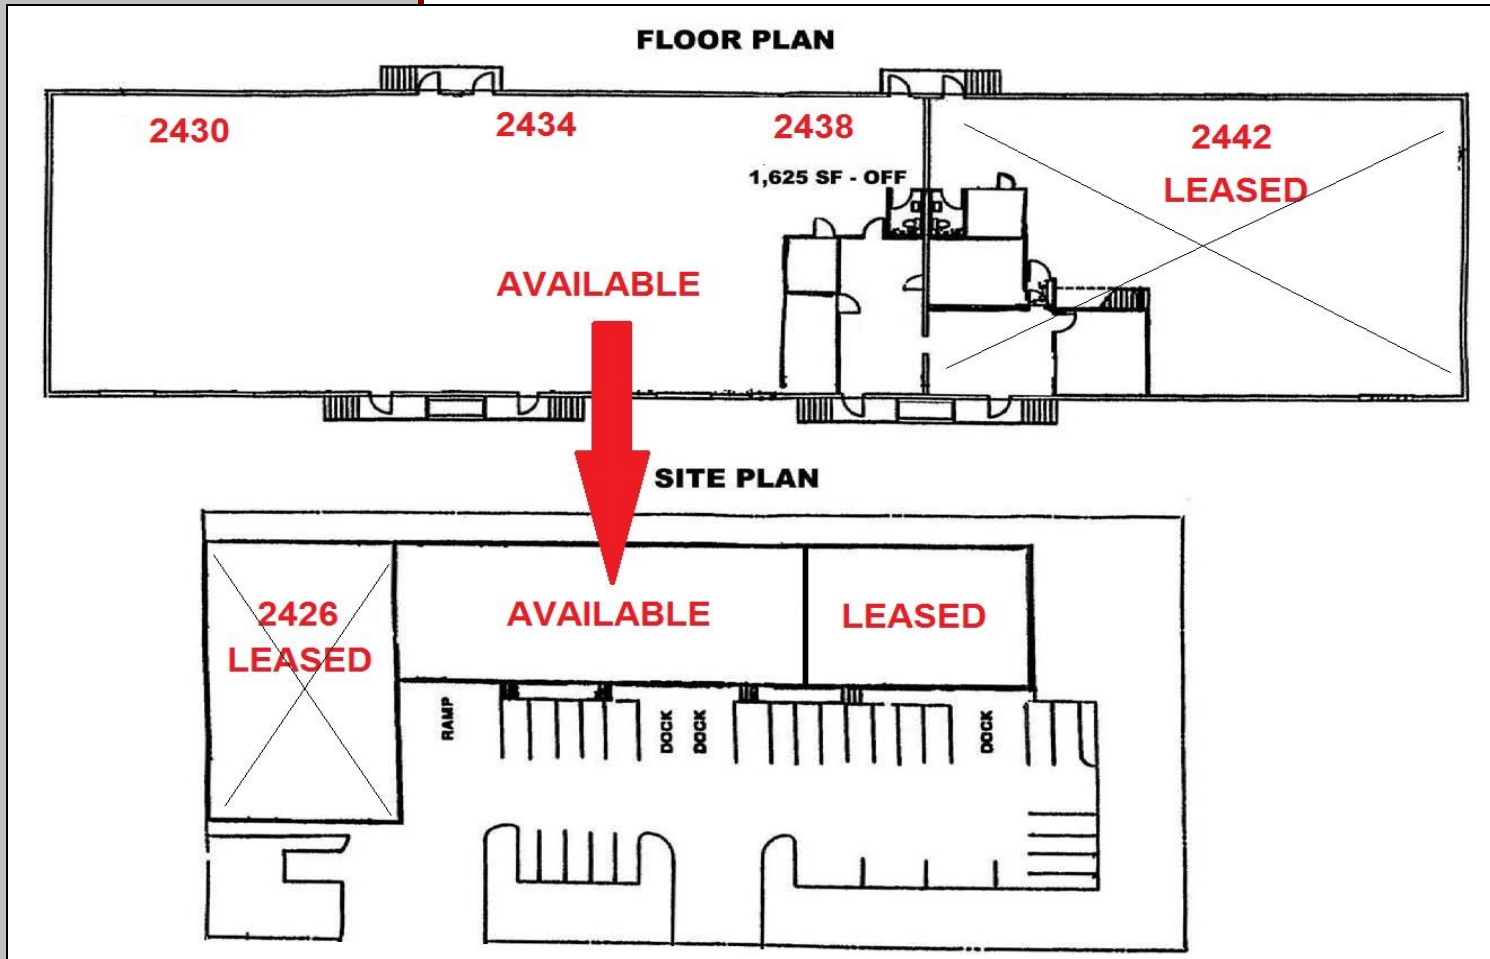 FLOOR PLAN
2430
2434
2438
2442
LEASED
1,625 SF - OFF
AVAILABLE
SITE PLAN
2426
LEASED
AVAILABLE
LEASED
RAMP
DOCK
DOCK
DOCK